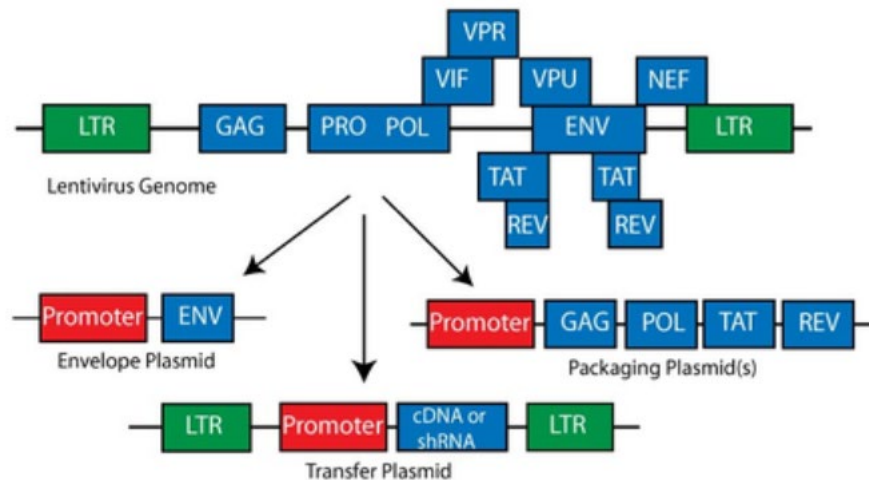 VPR
VIF VPU NEF
LTR GAG PRO POL ENV LTR
Lentivirus Genome
TAT TAT
REV REV
Promoter ENV
Envelope Plasmid
Promoter GAG POL TAT REV
Packaging Plasmid(s)
LTR Promoter cDNA or shRNA LTR
Transfer Plasmid